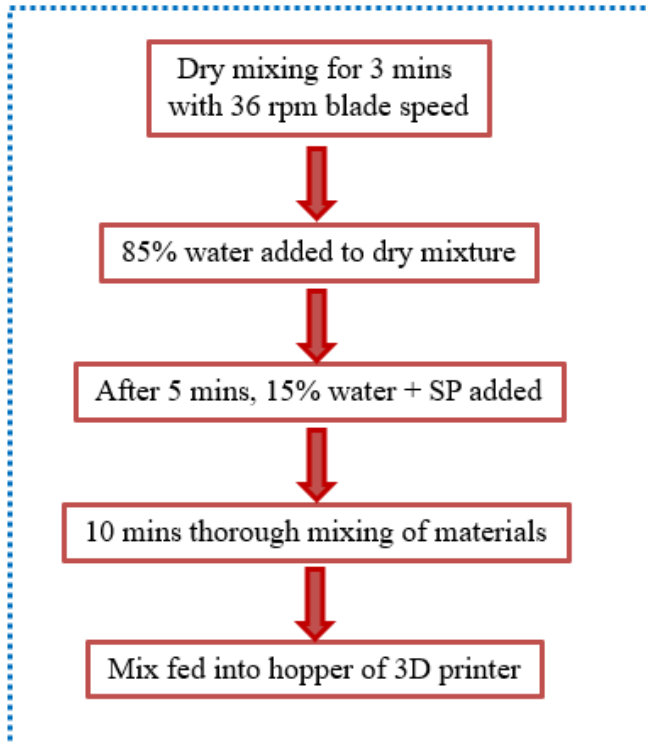 Dry mixing for 3 mins
with 36 rpm blade speed
85% water added to dry mixture
After 5 mins, 15% water + SP added
10 mins thorough mixing of materials
Mix fed into hopper of 3D printer